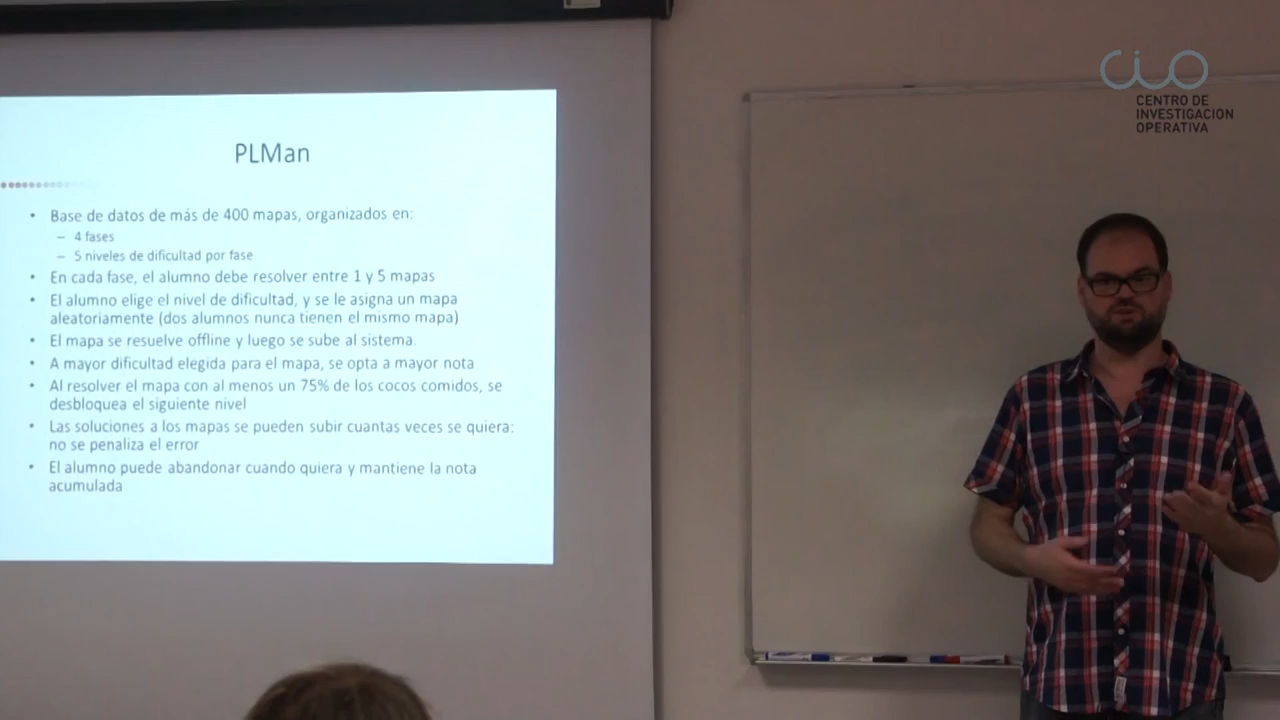 PLMan
• Base de datos de más de 400 mapas, organizados en:
– 4 fases
– 5 niveles de dificultad por fase
• En cada fase, el alumno debe resolver entre 1 y 5 mapas
• El alumno elige el nivel de dificultad, y se le asigna un mapa
aleatoriamente (dos alumnos nunca tienen el mismo mapa)
• El mapa se resuelve offline y luego se sube al sistema.
• A mayor dificultad elegida para el mapa, se opta a mayor nota
• Al resolver el mapa con al menos un 75% de los cocos comidos, se
desbloquea el siguiente nivel
• Las soluciones a los mapas se pueden subir cuantas veces se quiera:
no se penaliza el error
• El alumno puede abandonar cuando quiera y mantiene la nota
acumulada
CIO
CENTRO DE
INVESTIGACION
OPERATIVA